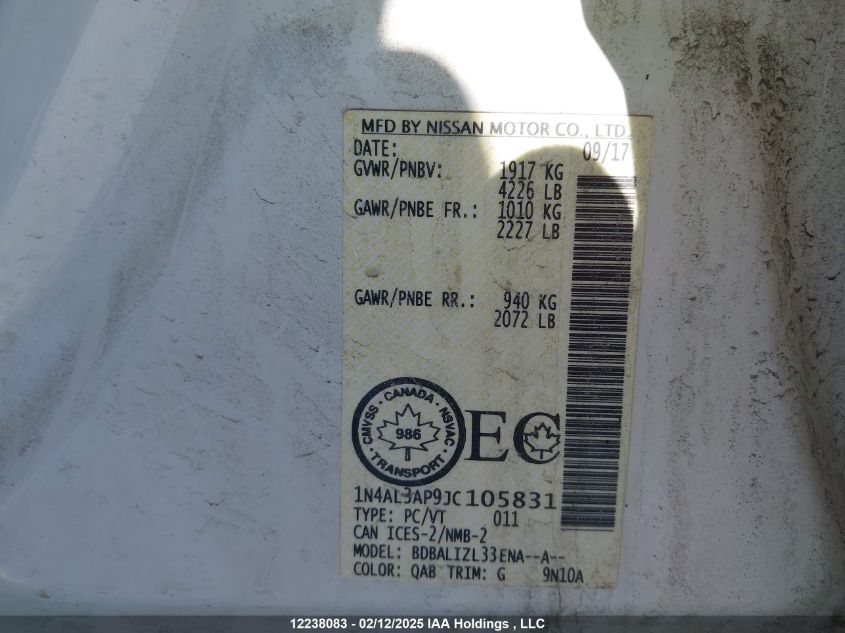 MFD BY NISSAN MOTOR CO., LTD.
DATE: 09/17
GVWR/PNBV: 1917 KG
4226 LB
GAWR/PNBE FR.: 1010 KG
2227 LB
GAWR/PNBE RR.: 940 KG
2072 LB
CMVSS · CANADA · NSVAC · TRANSPORT ·
986
EC
1N4AL3AP9JC105831
TYPE: PC/VT 011
CAN ICES-2/NMB-2
MODEL: BDBALIZL33ENA--A--
COLOR: QAB TRIM: G 9N10A
12238083 - 02/12/2025 IAA Holdings , LLC